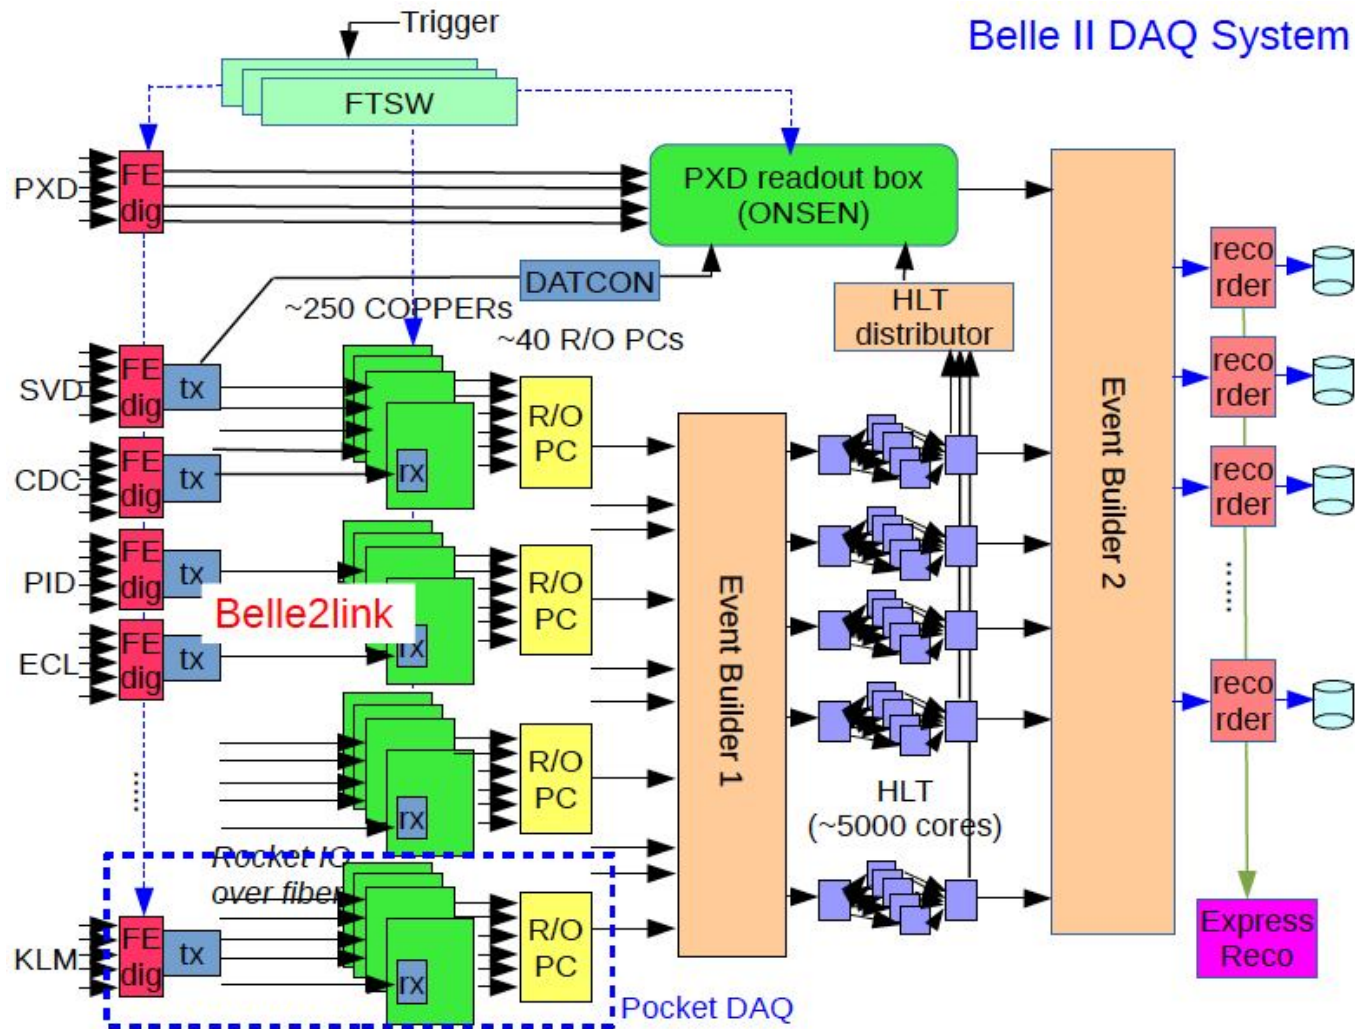 Trigger
Belle II DAQ System
FTSW
PXD
FE
dig
PXD readout box
(ONSEN)
DATCON
~250 COPPERs
~40 R/O PCs
HLT
distributor
reco
rder
SVD
FE
dig
tx
rx
R/O
PC
reco
rder
CDC
FE
dig
tx
reco
rder
Event Builder 1
Event Builder 2
PID
FE
dig
tx
Belle2link
rx
R/O
PC
ECL
FE
dig
tx
......
reco
rder
.....
rx
R/O
PC
HLT
(~5000 cores)
Rocket IO
over fiber
KLM
FE
dig
tx
rx
R/O
PC
Pocket DAQ
Express
Reco